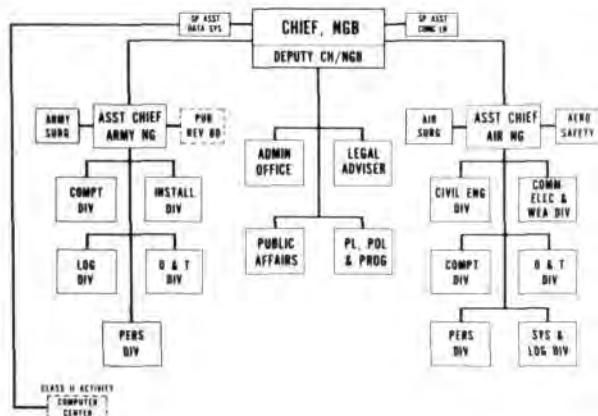 SP ASST
DATA SYS
CHIEF, NGB
SP ASST
CONG LN
DEPUTY CH/NGB
ARMY
SURG
ASST CHIEF
ARMY NG
PUB
REV BD
AIR
SURG
ASST CHIEF
AIR NG
AERO
SAFETY
ADMIN
OFFICE
LEGAL
ADVISER
COMPT
DIV
INSTALL
DIV
CIVIL ENG
DIV
COMM
ELEC &
WEA DIV
PUBLIC
AFFAIRS
PL, POL
& PROG
LOG
DIV
O & T
DIV
COMPT
DIV
O & T
DIV
PERS
DIV
PERS
DIV
SYS &
LOG DIV
CLASS II ACTIVITY
COMPUTER
CENTER